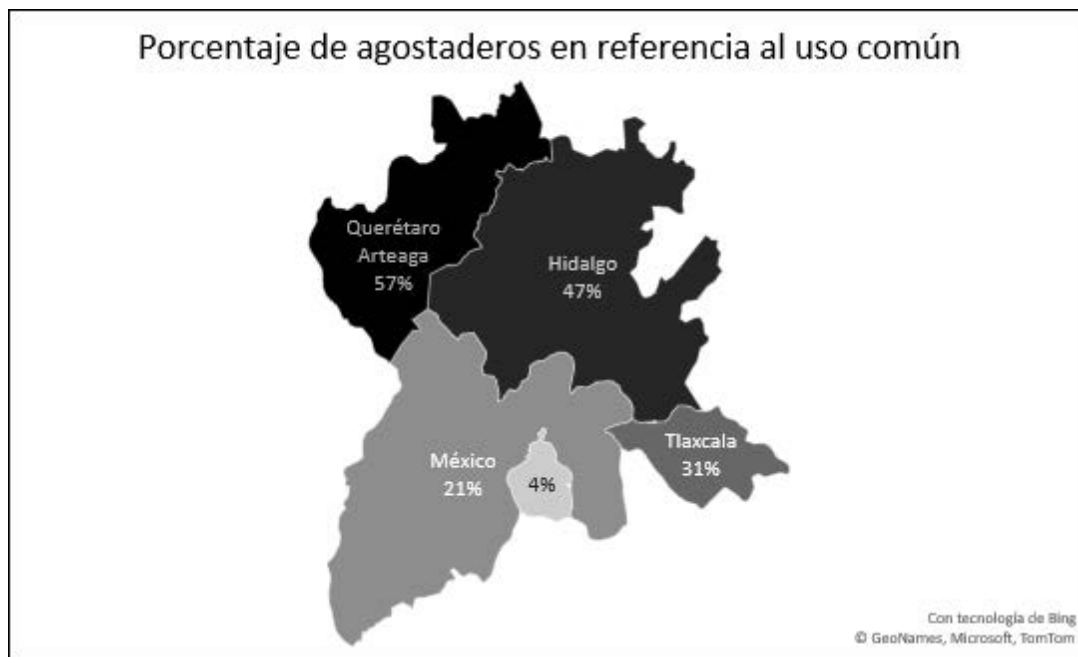 Porcentaje de agostaderos en referencia al uso común
Querétaro
Arteaga
57%
Hidalgo
47%
Tlaxcala
31%
México
21%
4%
Con tecnología de Bing
© GeoNames, Microsoft, TomTom